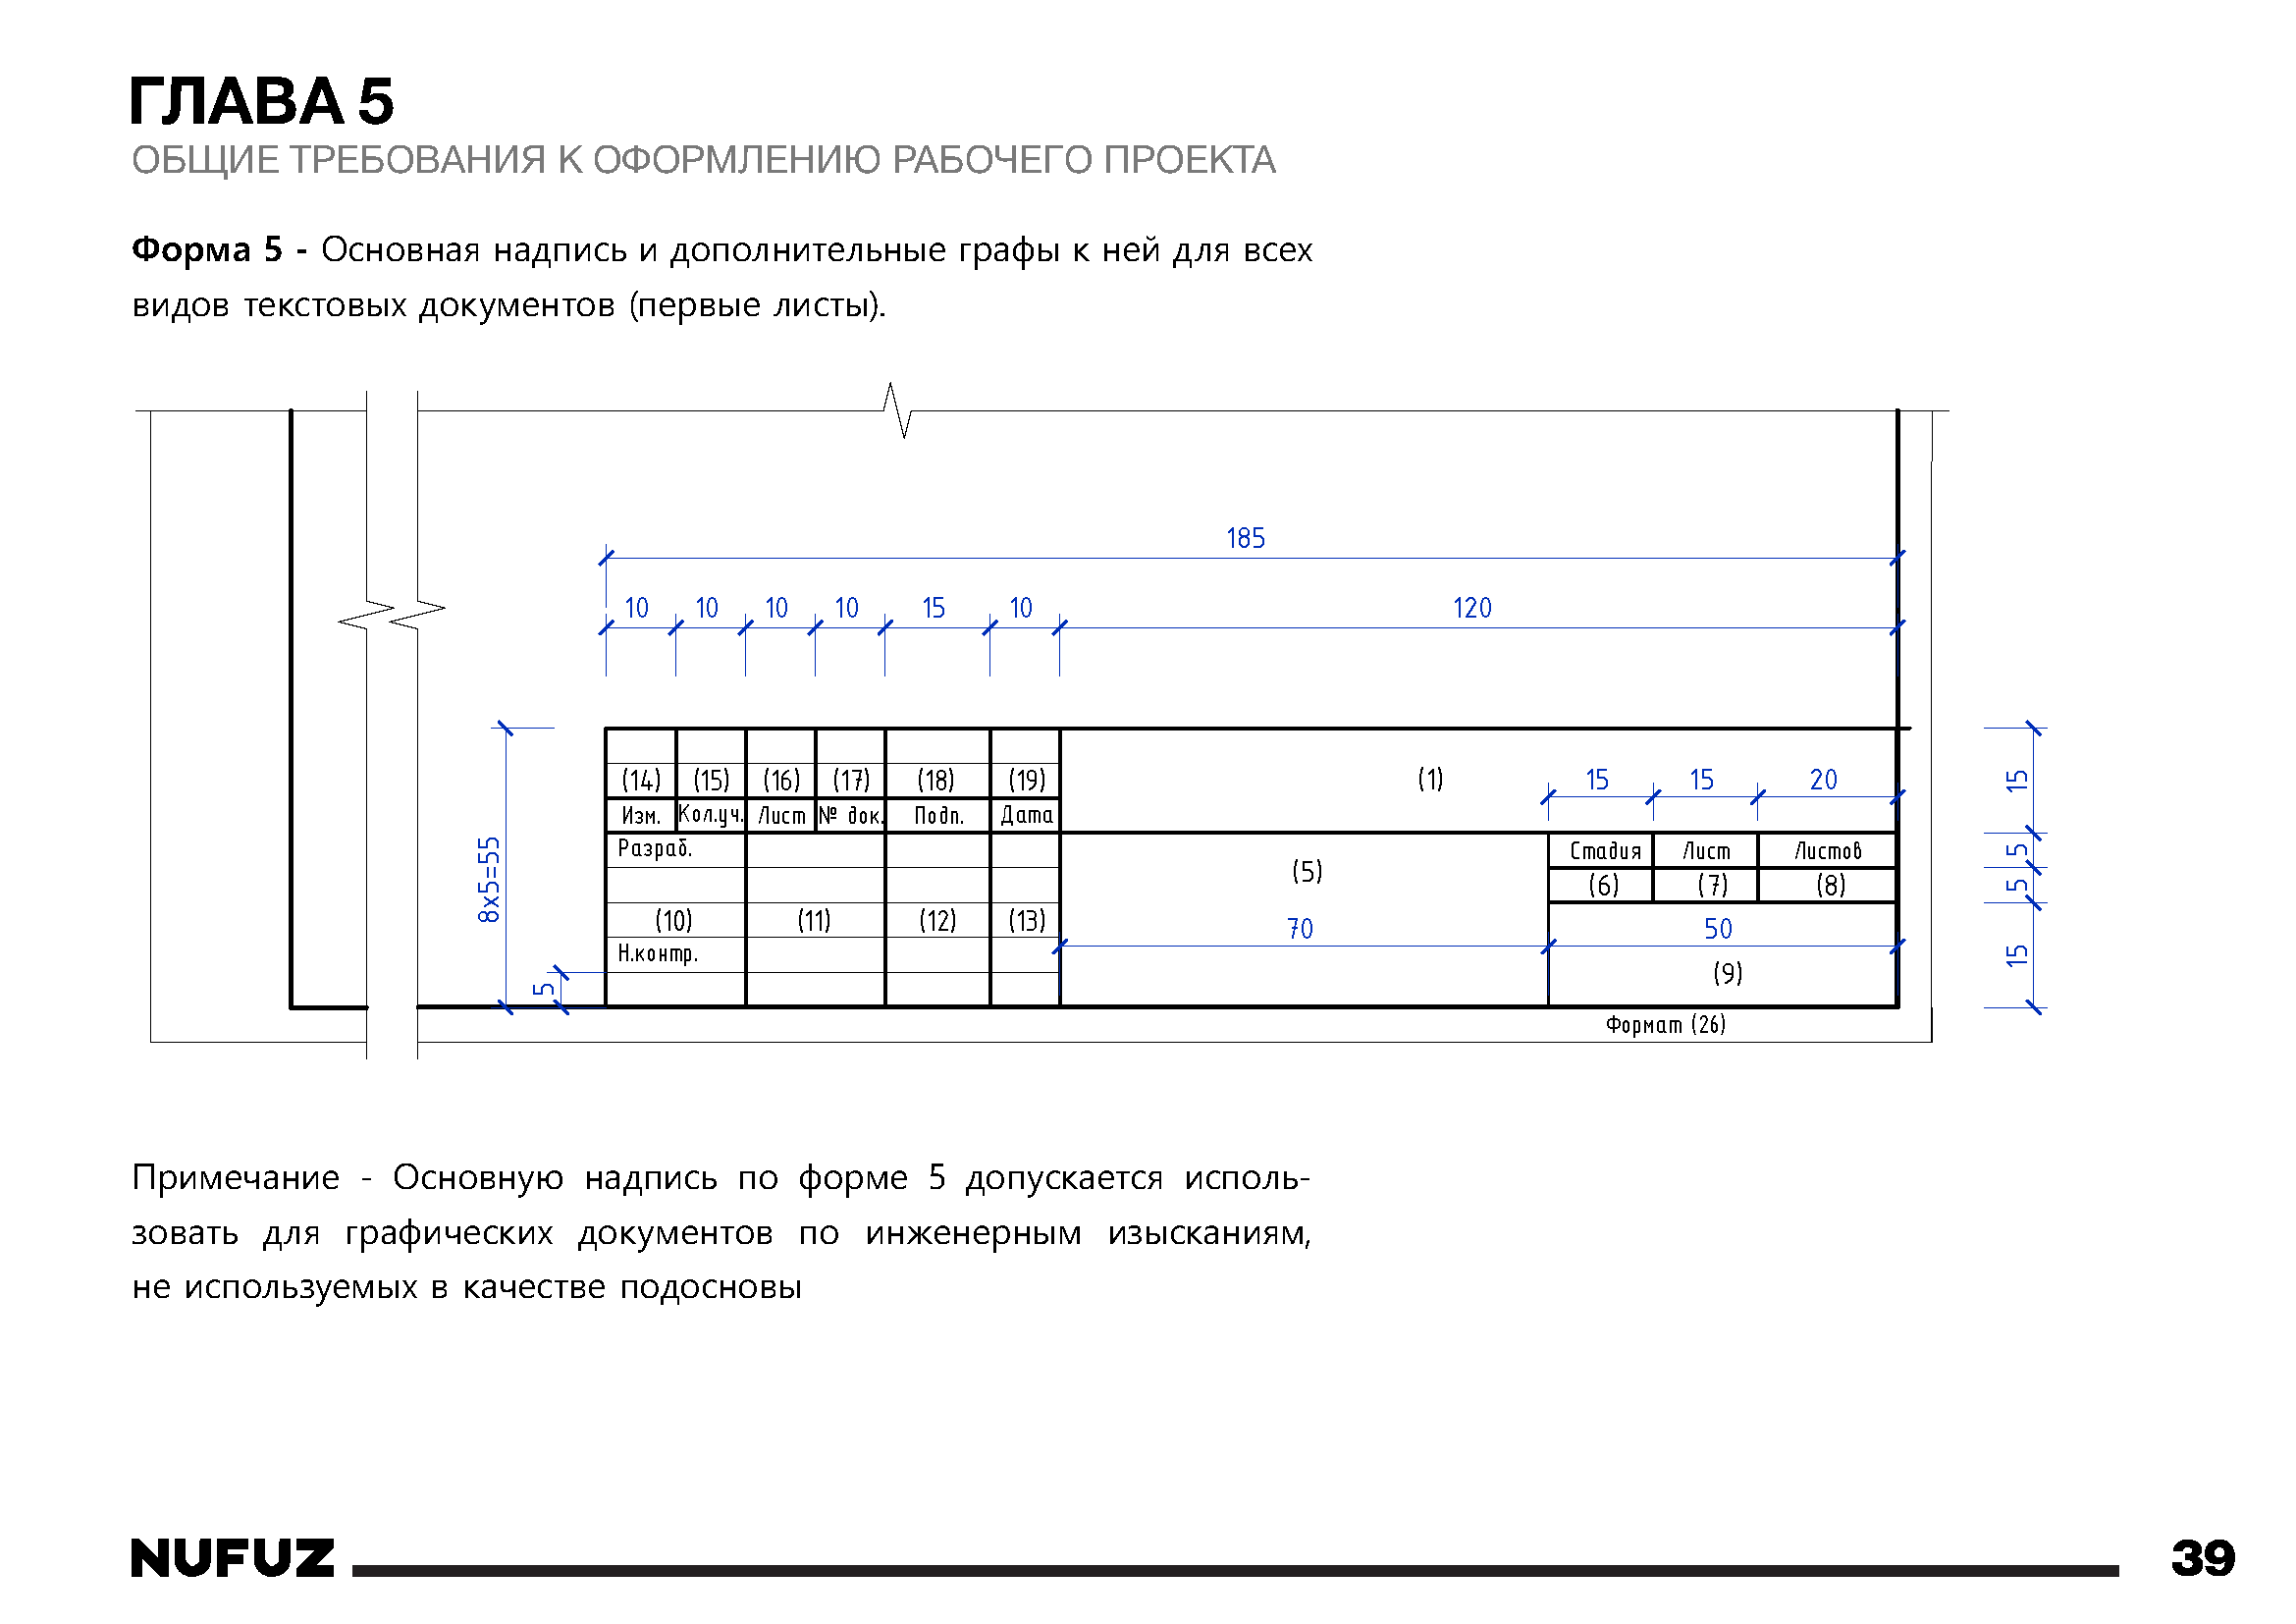 ГЛАВА 5
ОБЩИЕ ТРЕБОВАНИЯ К ОФОРМЛЕНИЮ РАБОЧЕГО ПРОЕКТА
Форма 5 - Основная надпись и дополнительные графы к ней для всех
видов текстовых документов (первые листы).
185
10 10 10 10 15 10 120
(14) (15) (16) (17) (18) (19) (1) 15 15 20 15
Изм. Кол.уч. Лист № док. Подп. Дата
Разраб. (5) Стадия Лист Листов 5
8x5=55 (6) (7) (8) 5
(10) (11) (12) (13) 70 50
Н.контр. 15
5 (9)
Формат (26)
Примечание - Основную надпись по форме 5 допускается исполь-
зовать для графических документов по инженерным изысканиям,
не используемых в качестве подосновы
NUFUZ 39